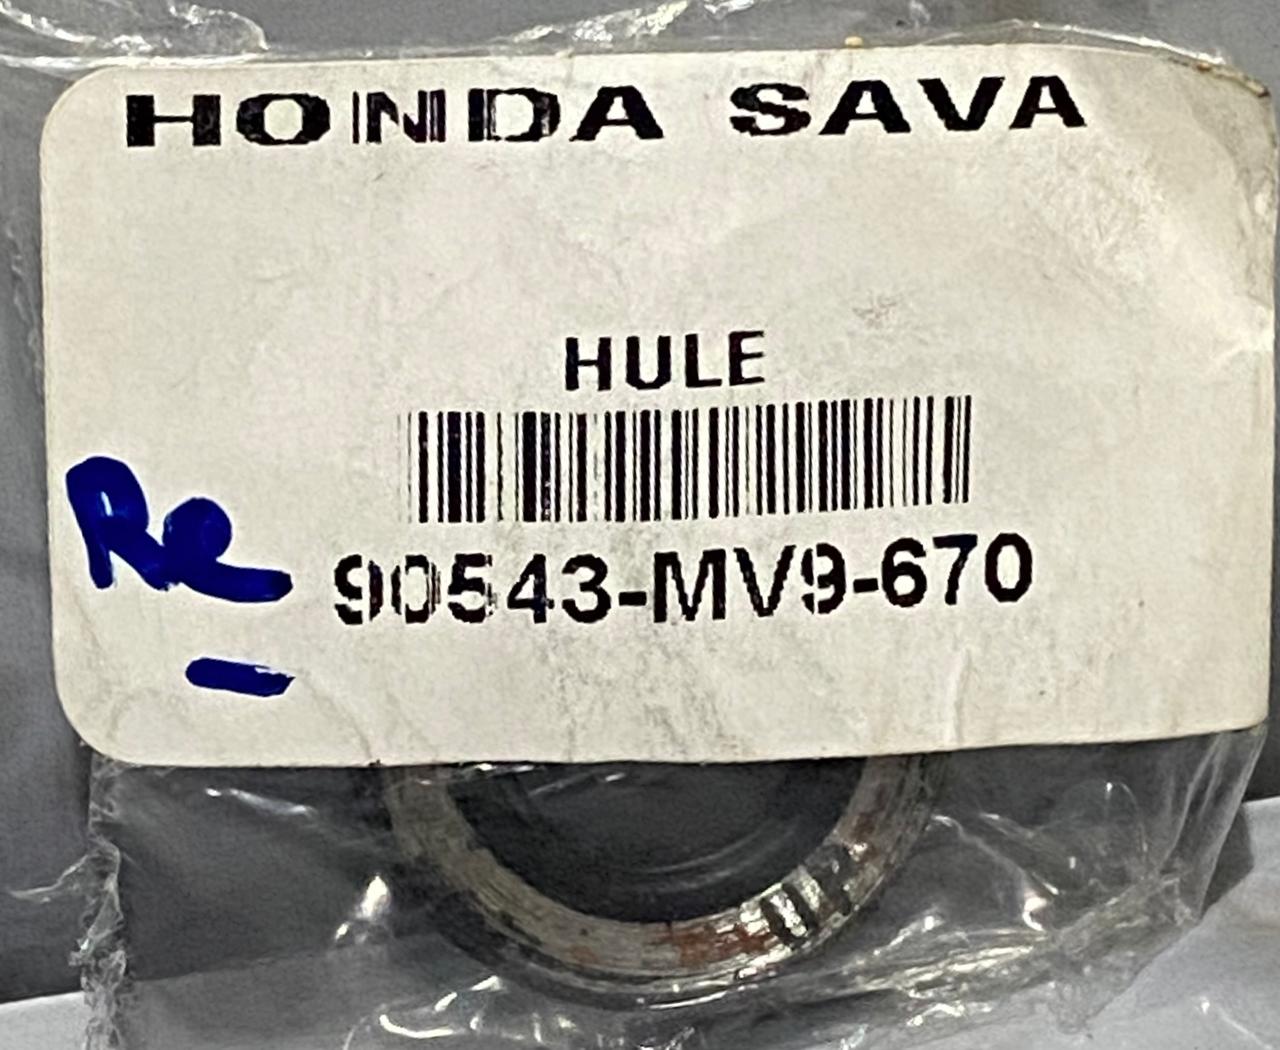 HONDA SAVA
HULE
Re
90543-MV9-670